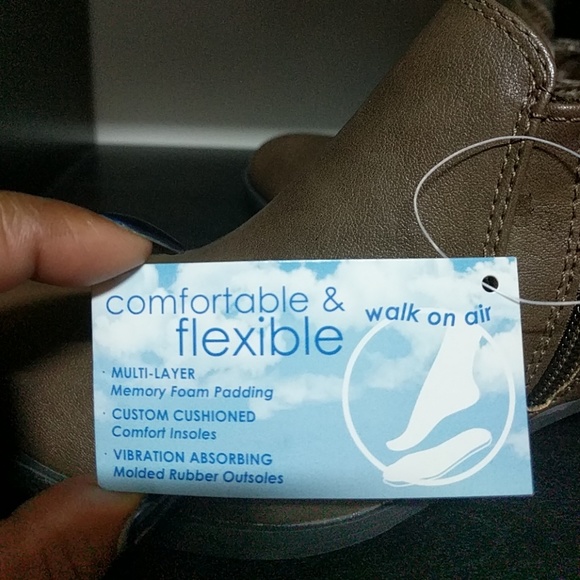 comfortable &
flexible
walk on air
· MULTI-LAYER
Memory Foam Padding
· CUSTOM CUSHIONED
Comfort Insoles
· VIBRATION ABSORBING
Molded Rubber Outsoles